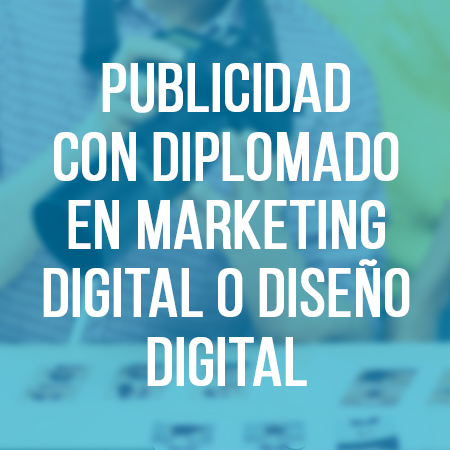 PUBLICIDAD
CON DIPLOMADO
EN MARKETING
DIGITAL O DISEÑO
DIGITAL